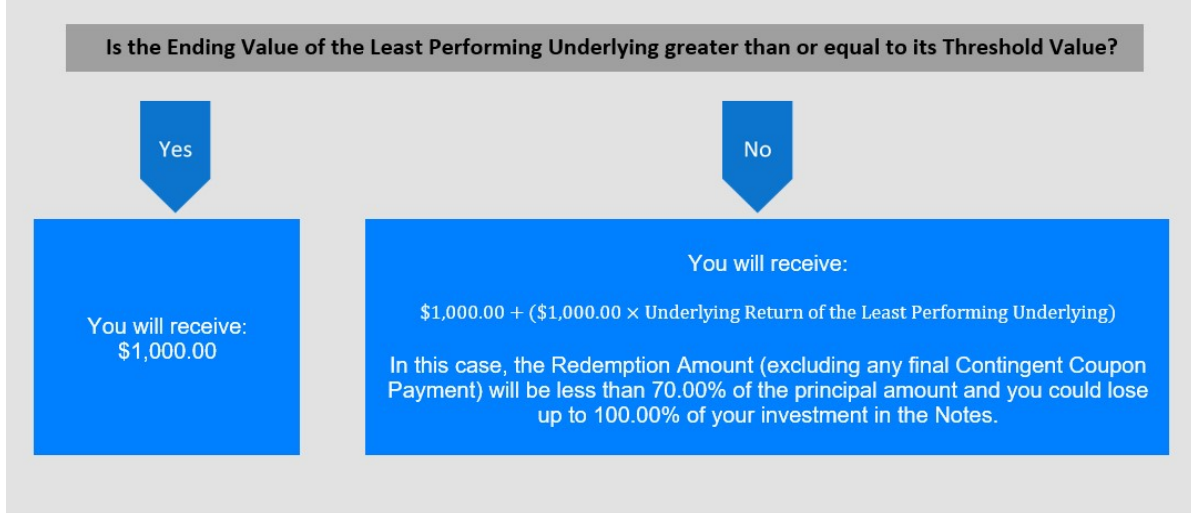 Is the Ending Value of the Least Performing Underlying greater than or equal to its Threshold Value?
Yes
No
You will receive:
$1,000.00
You will receive:
$1,000.00 + ($1,000.00 × Underlying Return of the Least Performing Underlying)
In this case, the Redemption Amount (excluding any final Contingent Coupon
Payment) will be less than 70.00% of the principal amount and you could lose
up to 100.00% of your investment in the Notes.